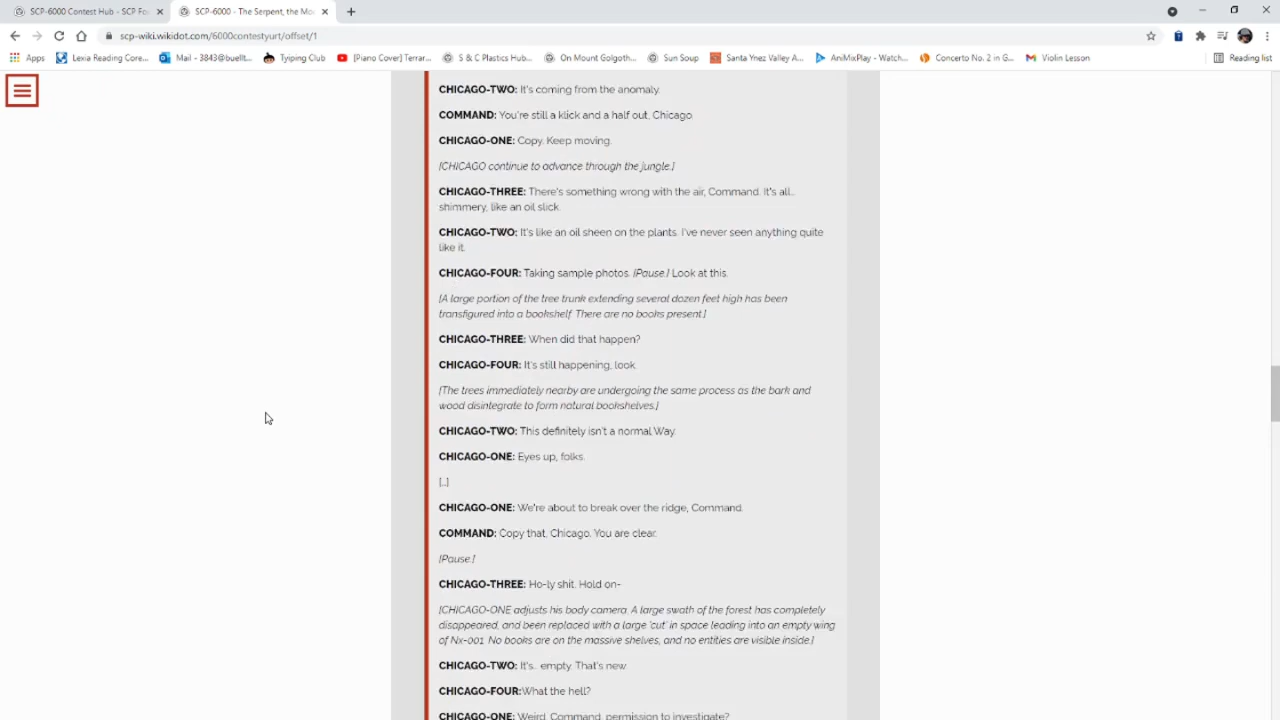 SCP-6000 Contest Hub - SCP Fo
SCP-6000 - The Serpent, the Mo
scp-wiki.wikidot.com/6000contestyurt/offset/1
Apps
Lexia Reading Core...
Mail - 3843@buellt...
Tyiping Club
[Piano Cover] Terrar...
S & C Plastics Hub...
On Mount Golgoth...
Sun Soup
Santa Ynez Valley A...
AniMixPlay - Watch...
Concerto No. 2 in G...
Violin Lesson
Reading list
CHICAGO-TWO: It's coming from the anomaly.
COMMAND: You're still a klick and a half out, Chicago.
CHICAGO-ONE: Copy. Keep moving.
[CHICAGO continue to advance through the jungle.]
CHICAGO-THREE: There's something wrong with the air, Command. It's all..
shimmery, like an oil slick.
CHICAGO-TWO: It's like an oil sheen on the plants. I've never seen anything quite
like it.
CHICAGO-FOUR: Taking sample photos. [Pause.] Look at this.
[A large portion of the tree trunk extending several dozen feet high has been
transfigured into a bookshelf. There are no books present.]
CHICAGO-THREE: When did that happen?
CHICAGO-FOUR: It's still happening, look.
[The trees immediately nearby are undergoing the same process as the bark and
wood disintegrate to form natural bookshelves.]
CHICAGO-TWO: This definitely isn't a normal Way.
CHICAGO-ONE: Eyes up, folks.
[...]
CHICAGO-ONE: We're about to break over the ridge, Command.
COMMAND: Copy that, Chicago. You are clear.
[Pause.]
CHICAGO-THREE: Ho-ly shit. Hold on-
[CHICAGO-ONE adjusts his body camera. A large swath of the forest has completely
disappeared, and been replaced with a large 'cut' in space leading into an empty wing
of Nx-001. No books are on the massive shelves, and no entities are visible inside.]
CHICAGO-TWO: It's.. empty. That's new.
CHICAGO-FOUR:What the hell?
CHICAGO-ONE: Weird. Command, permission to investigate?